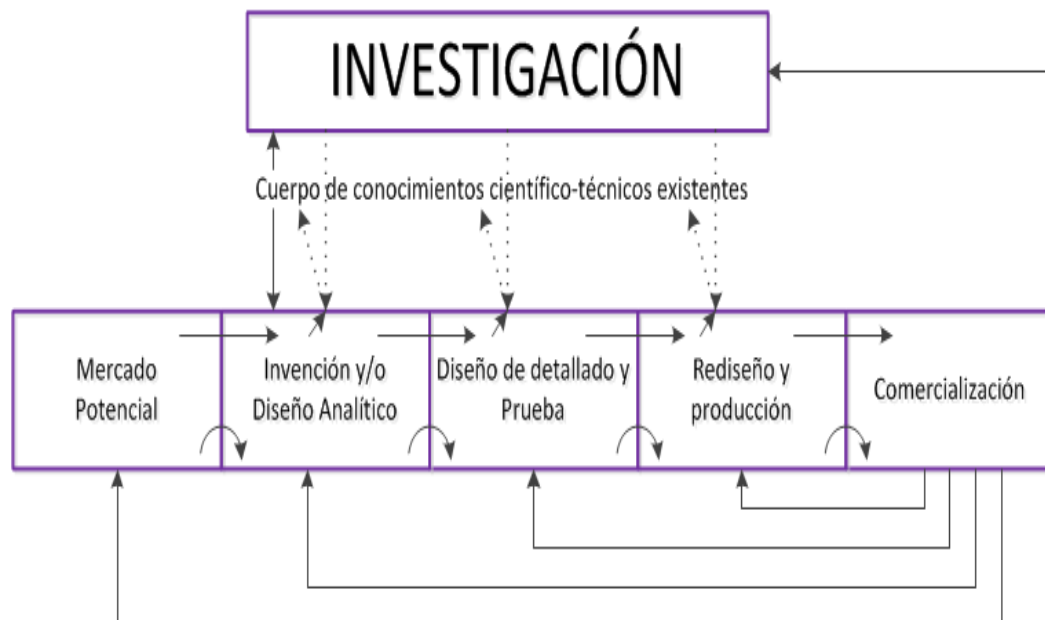 INVESTIGACIÓN
Cuerpo de conocimientos científico-técnicos existentes
Mercado
Potencial
Invención y/o
Diseño Analítico
Diseño de detallado y
Prueba
Rediseño y
producción
Comercialización